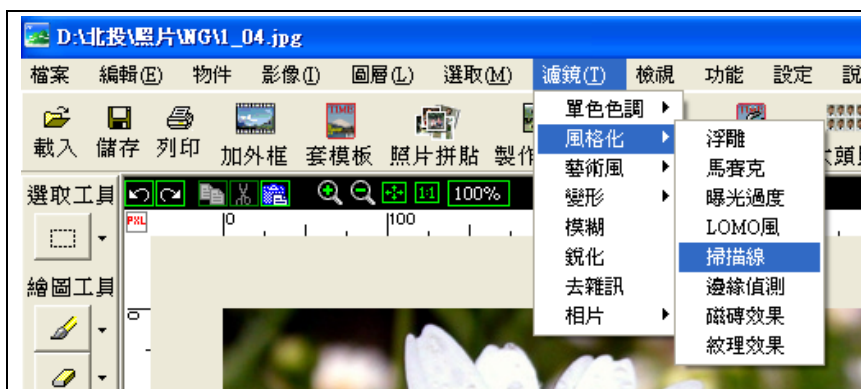 D:\北投\照片\NG\1_04.jpg
檔案 編輯(E) 物件 影像(I) 圖層(L) 選取(M) 濾鏡(T) 檢視 功能 設定
載入 儲存 列印 加外框 套模板 照片拼貼
單色色調
風格化
藝術風
變形
模糊
銳化
去雜訊
相片
浮雕
馬賽克
曝光過度
LOMO風
掃描線
邊緣偵測
磁磚效果
紋理效果
選取工具 1:1 100%
PXL 0 100
繪圖工具
0